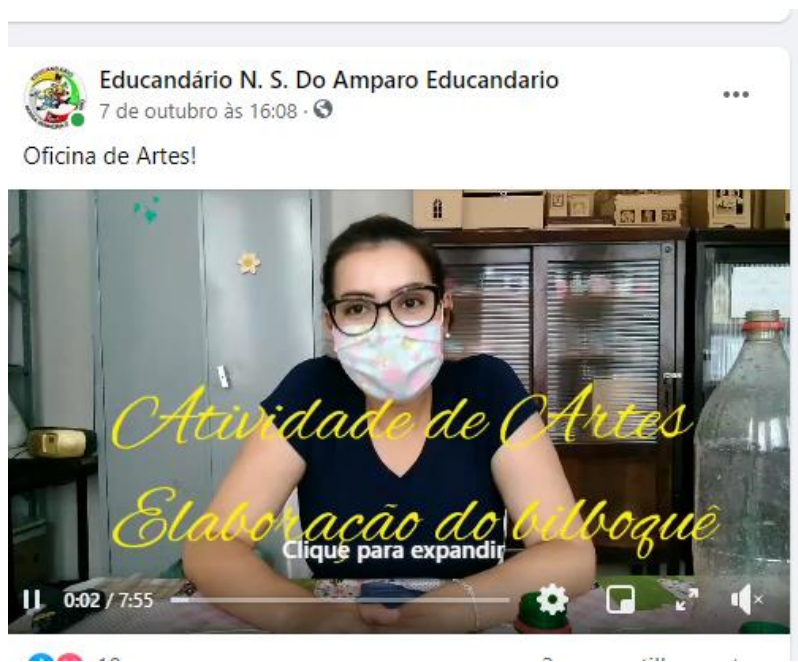 Educandário N. S. Do Amparo Educandario
7 de outubro às 16:08
Oficina de Artes!
Atividade de Artes
Elaboração do bilboquê
Clique para expandir
0:02 / 7:55